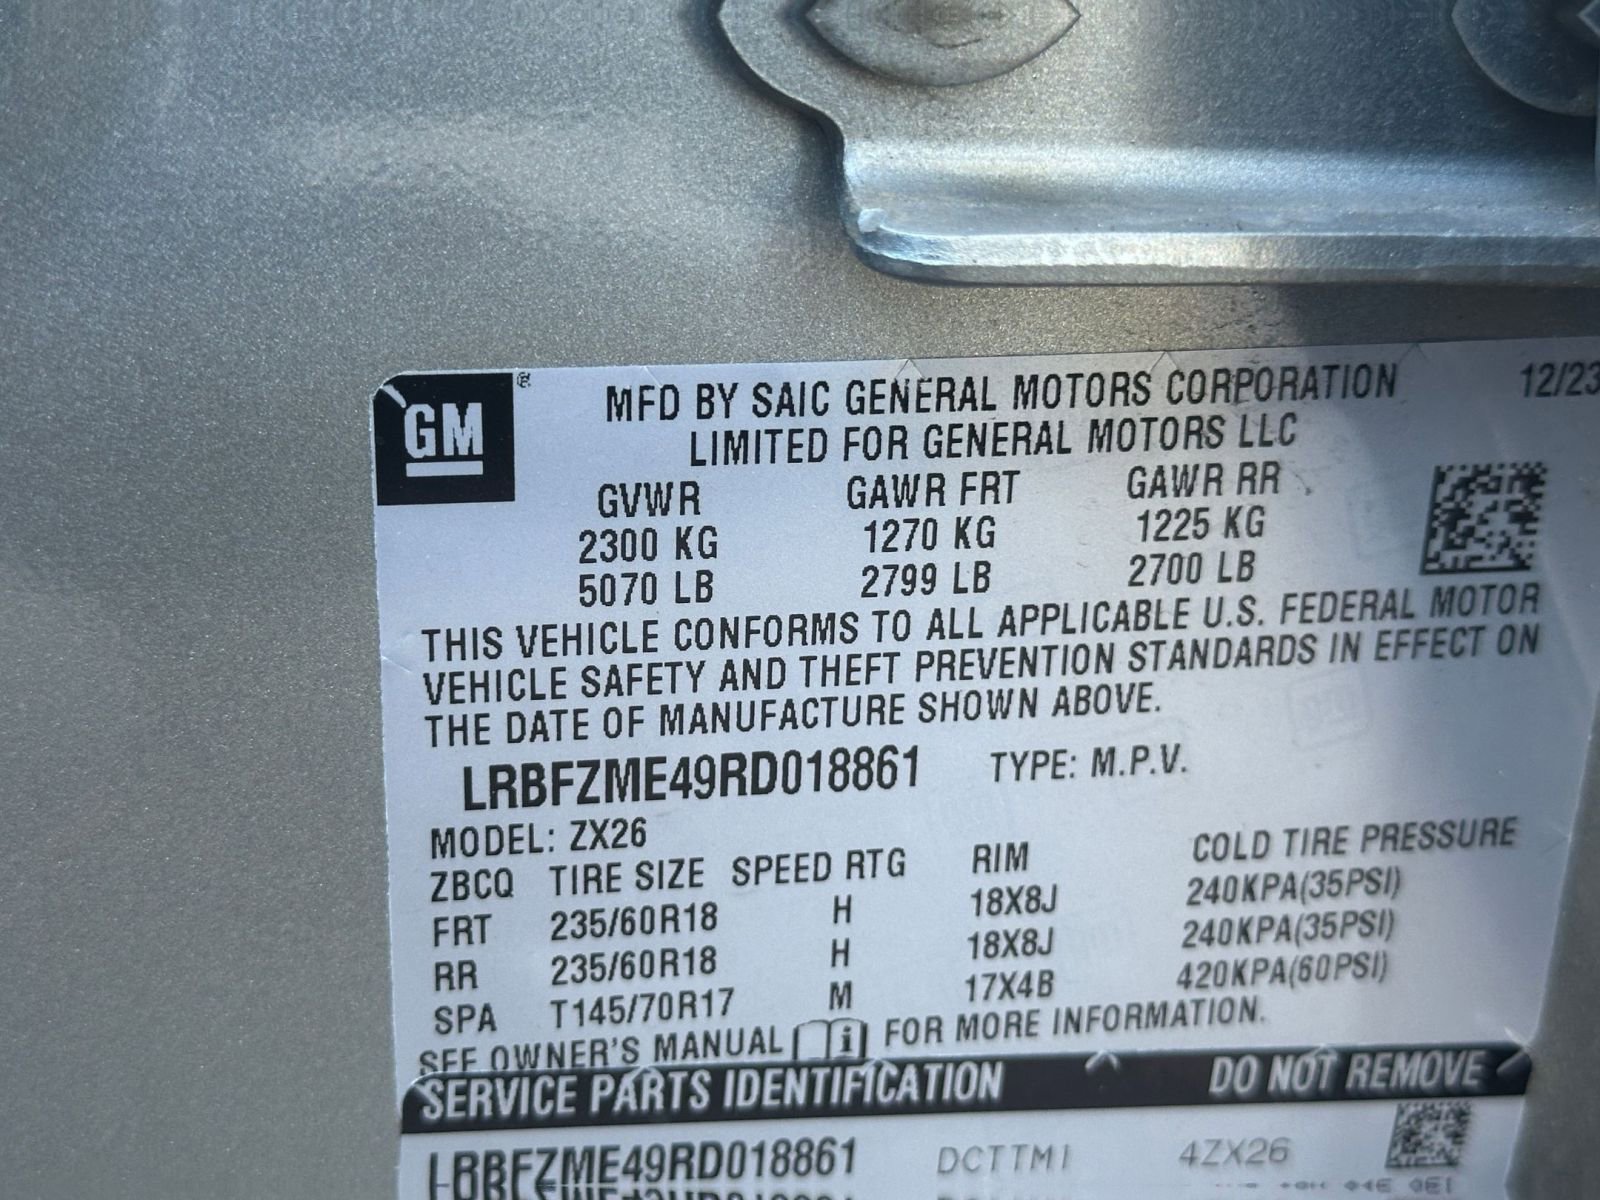 GM ®
MFD BY SAIC GENERAL MOTORS CORPORATION 12/23
LIMITED FOR GENERAL MOTORS LLC
GVWR GAWR FRT GAWR RR
2300 KG 1270 KG 1225 KG
5070 LB 2799 LB 2700 LB
THIS VEHICLE CONFORMS TO ALL APPLICABLE U.S. FEDERAL MOTOR
VEHICLE SAFETY AND THEFT PREVENTION STANDARDS IN EFFECT ON
THE DATE OF MANUFACTURE SHOWN ABOVE.
LRBFZME49RD018861 TYPE: M.P.V.
MODEL: ZX26
ZBCQ TIRE SIZE SPEED RTG RIM COLD TIRE PRESSURE
FRT 235/60R18 H 18X8J 240KPA(35PSI)
RR 235/60R18 H 18X8J 240KPA(35PSI)
SPA T145/70R17 M 17X4B 420KPA(60PSI)
SEE OWNER'S MANUAL i FOR MORE INFORMATION.
SERVICE PARTS IDENTIFICATION DO NOT REMOVE
LRBFZME49RD018861 DCTTM1 4ZX26